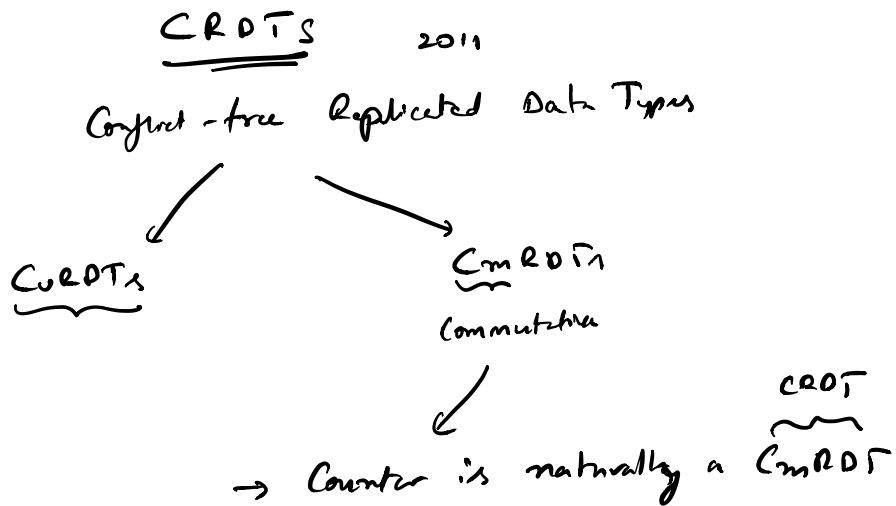 CRDTs 2011
Conflict-free Replicated Data Types
CvRDTs CmRDTs
Commutative
CRDT
→ Counter is naturally a CmRDT